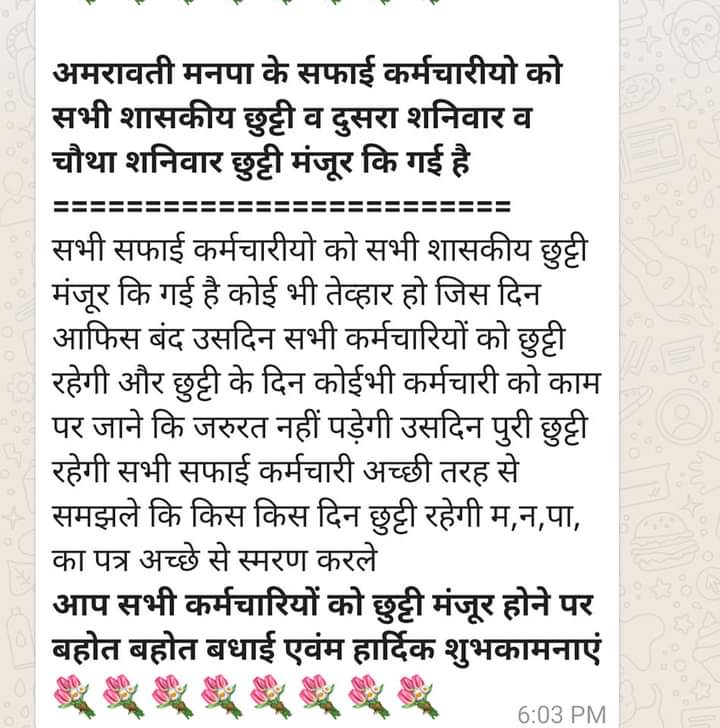 अमरावती मनपा के सफाई कर्मचारीयो को
सभी शासकीय छुट्टी व दुसरा शनिवार व
चौथा शनिवार छुट्टी मंजूर कि गई है
=========================
सभी सफाई कर्मचारीयो को सभी शासकीय छुट्टी
मंजूर कि गई है कोई भी तेव्हार हो जिस दिन
आफिस बंद उसदिन सभी कर्मचारियों को छुट्टी
रहेगी और छुट्टी के दिन कोईभी कर्मचारी को काम
पर जाने कि जरुरत नहीं पड़ेगी उसदिन पुरी छुट्टी
रहेगी सभी सफाई कर्मचारी अच्छी तरह से
समझले कि किस किस दिन छुट्टी रहेगी म,न,पा,
का पत्र अच्छे से स्मरण करले
आप सभी कर्मचारियों को छुट्टी मंजूर होने पर
बहोत बहोत बधाई एवंम हार्दिक शुभकामनाएं
💐💐💐💐💐💐💐💐
6:03 PM